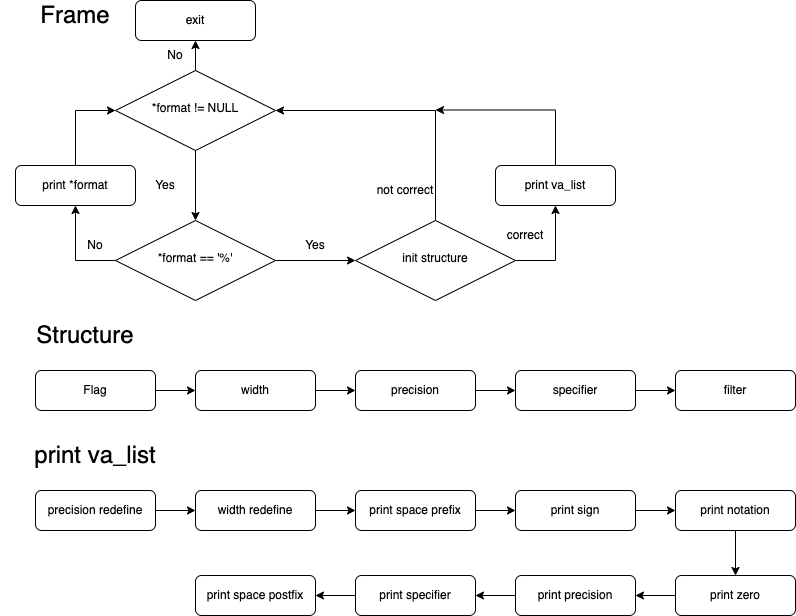 Frame
exit
No
*format != NULL
print *format
Yes
not correct
print va_list
No
*format == '%'
Yes
init structure
correct
Structure
Flag
width
precision
specifier
filter
print va_list
precision redefine
width redefine
print space prefix
print sign
print notation
print space postfix
print specifier
print precision
print zero